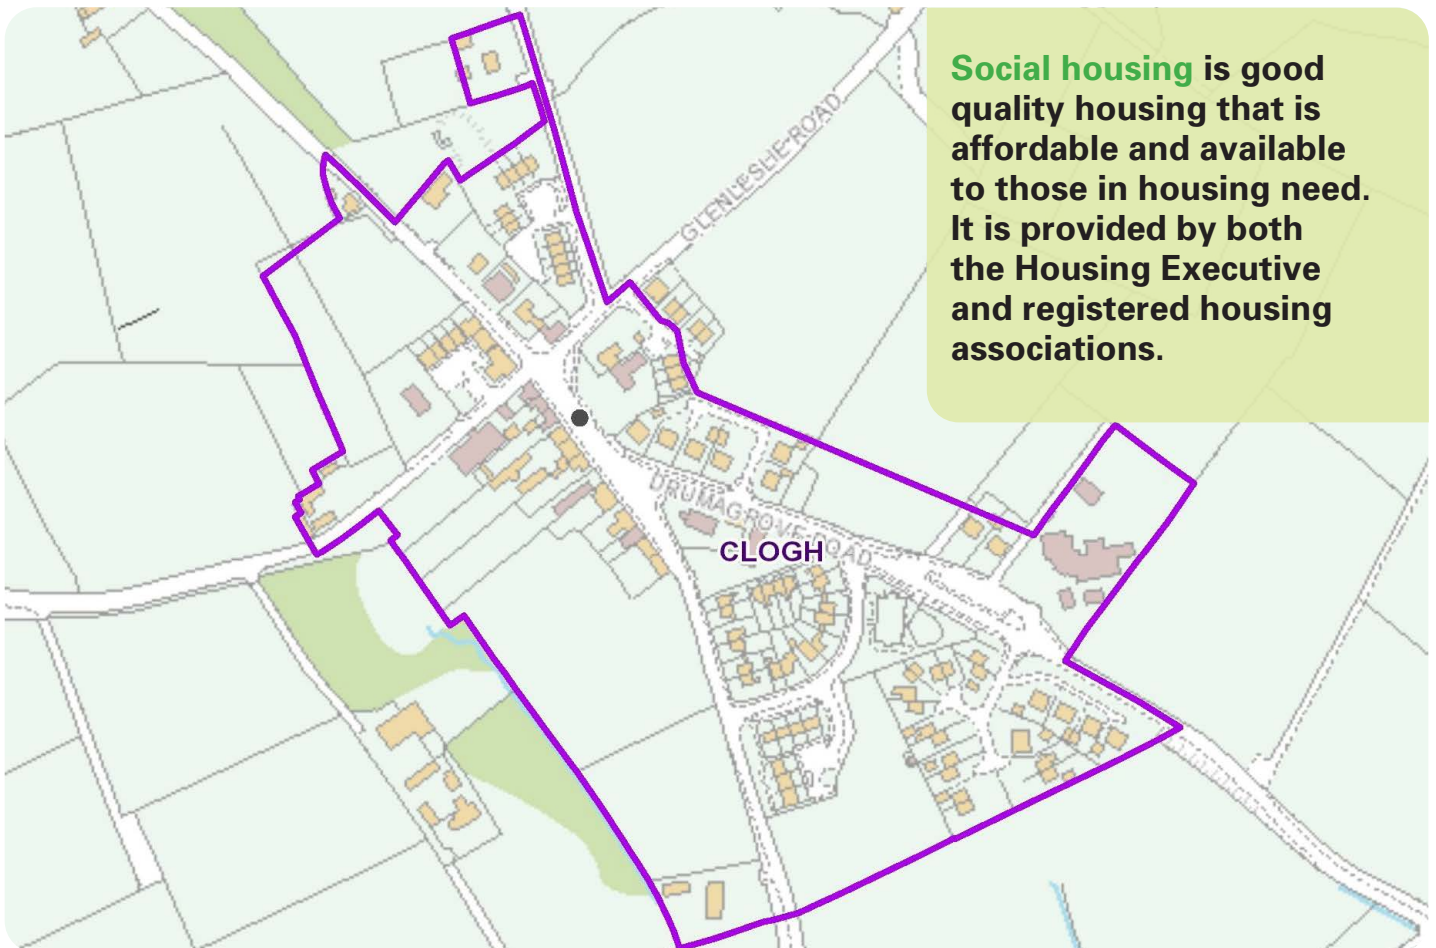 Social housing is good
quality housing that is
affordable and available
to those in housing need.
It is provided by both
the Housing Executive
and registered housing
associations.
GLENLESLIE ROAD
DRUMAGROVE ROAD
CLOGH